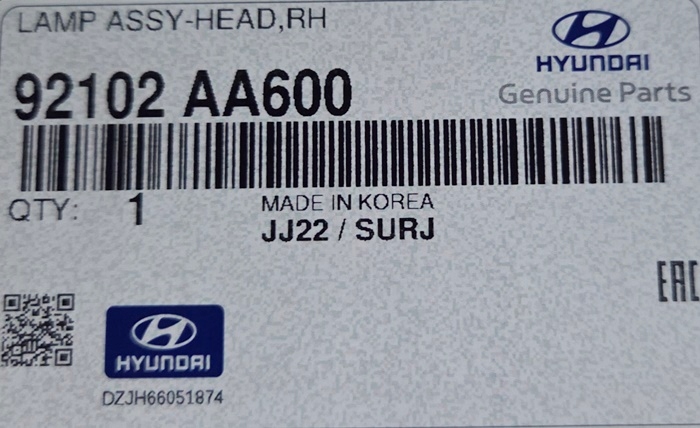 LAMP ASSY-HEAD,RH
HYUNDAI
92102 AA600
Genuine Parts
QTY: 1
MADE IN KOREA
JJ22 / SURJ
EAC
HYUNDAI
DZJH66051874